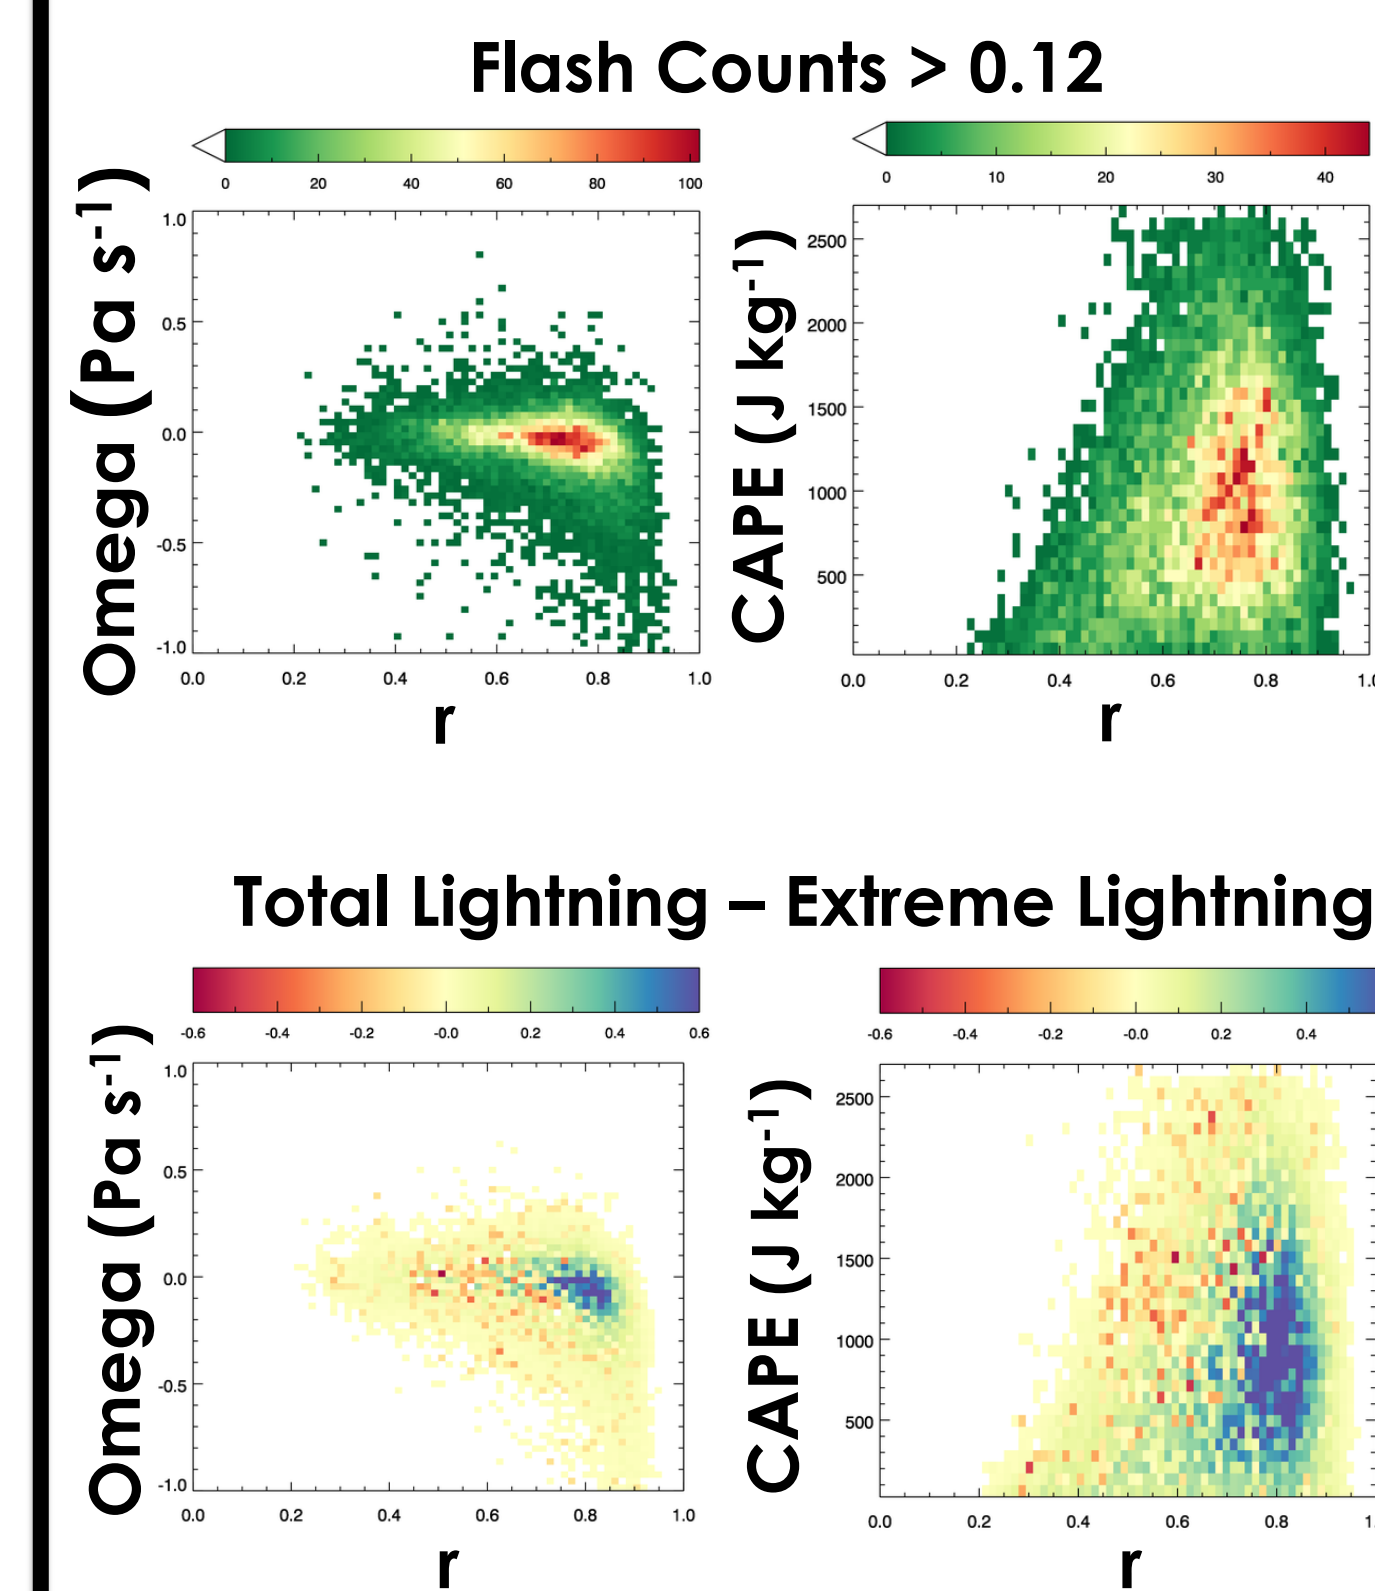 Flash Counts > 0.12
0 20 40 60 80 100
0 10 20 30 40
Omega (Pa s-1)
1.0
0.5
0.0
-0.5
-1.0
0.0 0.2 0.4 0.6 0.8 1.0
r
CAPE (J kg-1)
2500
2000
1500
1000
500
0.0 0.2 0.4 0.6 0.8 1.0
r
Total Lightning – Extreme Lightning
-0.6 -0.4 -0.2 -0.0 0.2 0.4 0.6
-0.6 -0.4 -0.2 -0.0 0.2 0.4
Omega (Pa s-1)
1.0
0.5
0.0
-0.5
-1.0
0.0 0.2 0.4 0.6 0.8 1.0
r
CAPE (J kg-1)
2500
2000
1500
1000
500
0.0 0.2 0.4 0.6 0.8 1.
r